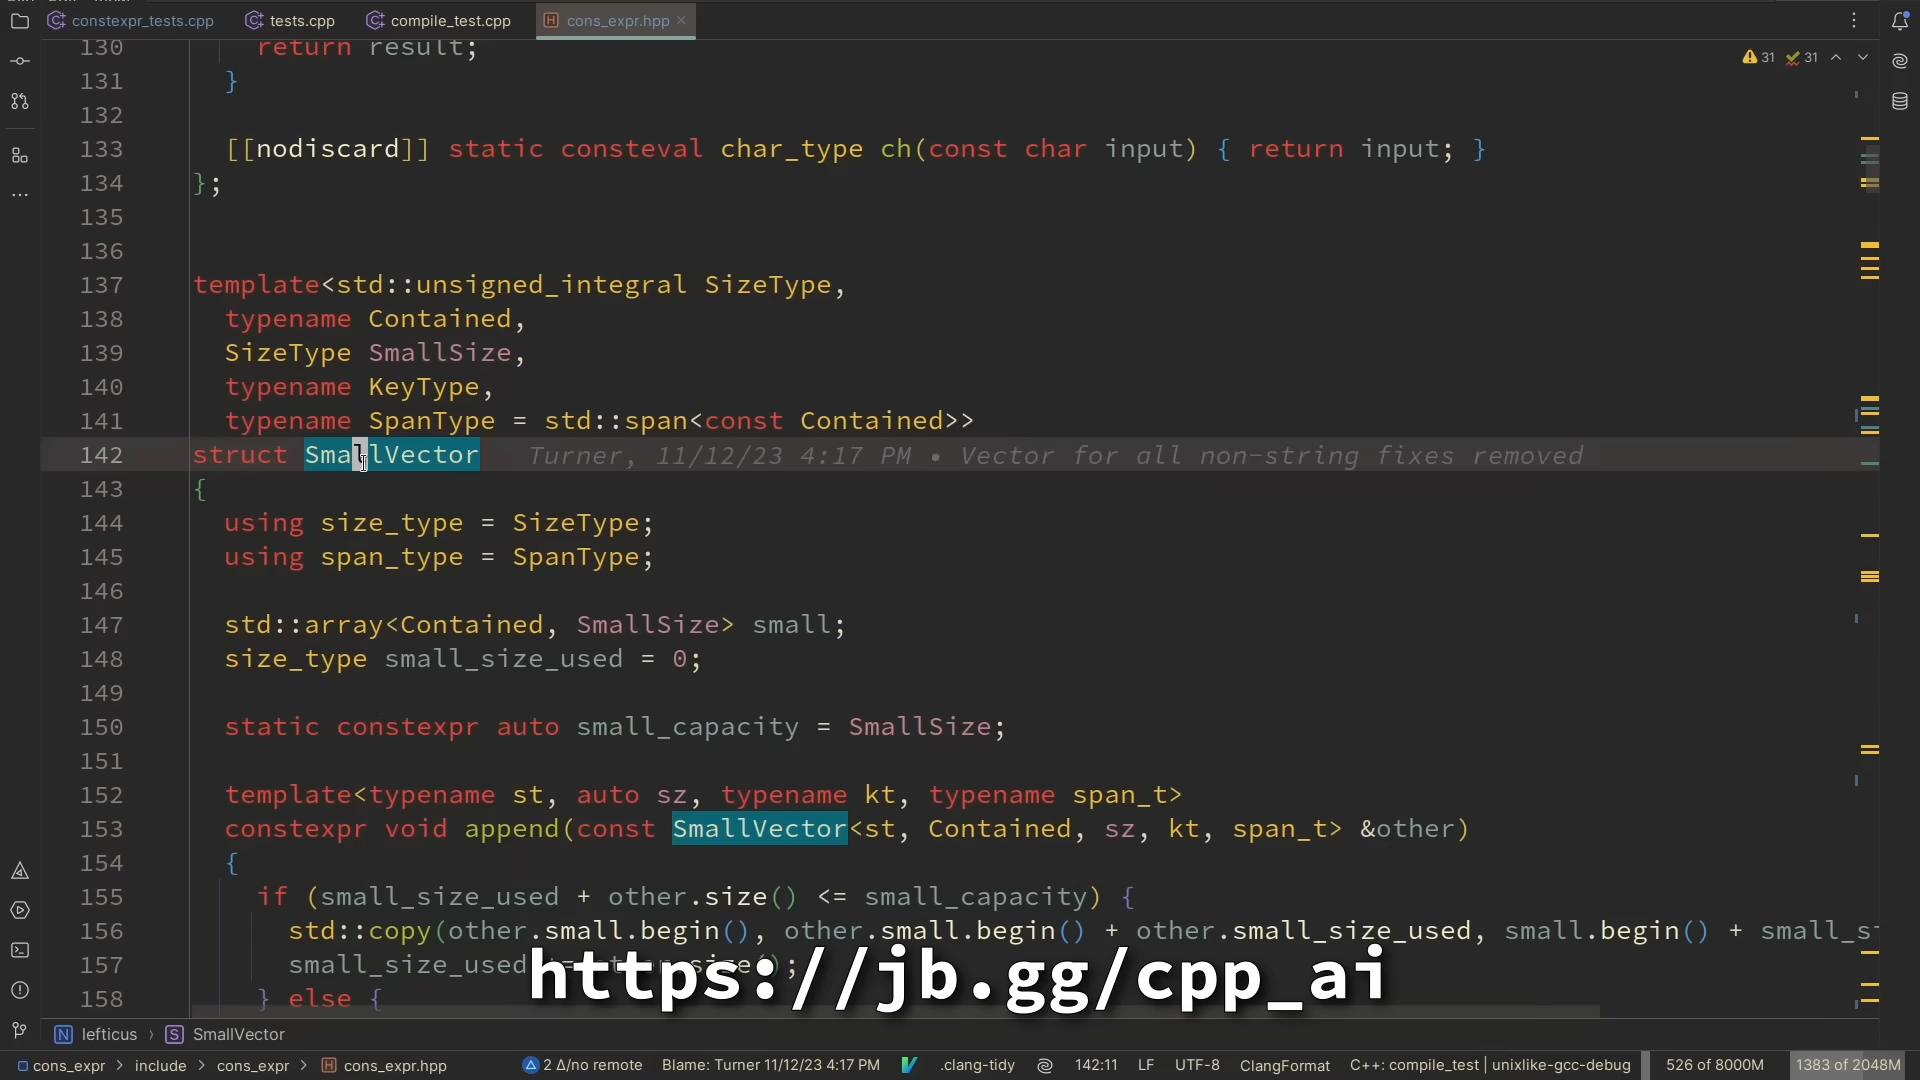 constexpr_tests.cpp tests.cpp compile_test.cpp cons_expr.hpp
31 31
130 return result;
131 }
132
133 [[nodiscard]] static consteval char_type ch(const char input) { return input; }
134 };
135
136
137 template<std::unsigned_integral SizeType,
138 typename Contained,
139 SizeType SmallSize,
140 typename KeyType,
141 typename SpanType = std::span<const Contained>>
142 struct SmallVector Turner, 11/12/23 4:17 PM • Vector for all non-string fixes removed
143 {
144 using size_type = SizeType;
145 using span_type = SpanType;
146
147 std::array<Contained, SmallSize> small;
148 size_type small_size_used = 0;
149
150 static constexpr auto small_capacity = SmallSize;
151
152 template<typename st, auto sz, typename kt, typename span_t>
153 constexpr void append(const SmallVector<st, Contained, sz, kt, span_t> &other)
154 {
155 if (small_size_used + other.size() <= small_capacity) {
156 std::copy(other.small.begin(), other.small.begin() + other.small_size_used, small.begin() + small_s
157 small_size_used += other.size();
https://jb.gg/cpp_ai
158 } else {
N lefticus › S SmallVector
cons_expr › include › cons_expr › cons_expr.hpp 2 Δ/no remote Blame: Turner 11/12/23 4:17 PM .clang-tidy 142:11 LF UTF-8 ClangFormat C++: compile_test | unixlike-gcc-debug 526 of 8000M 1383 of 2048M